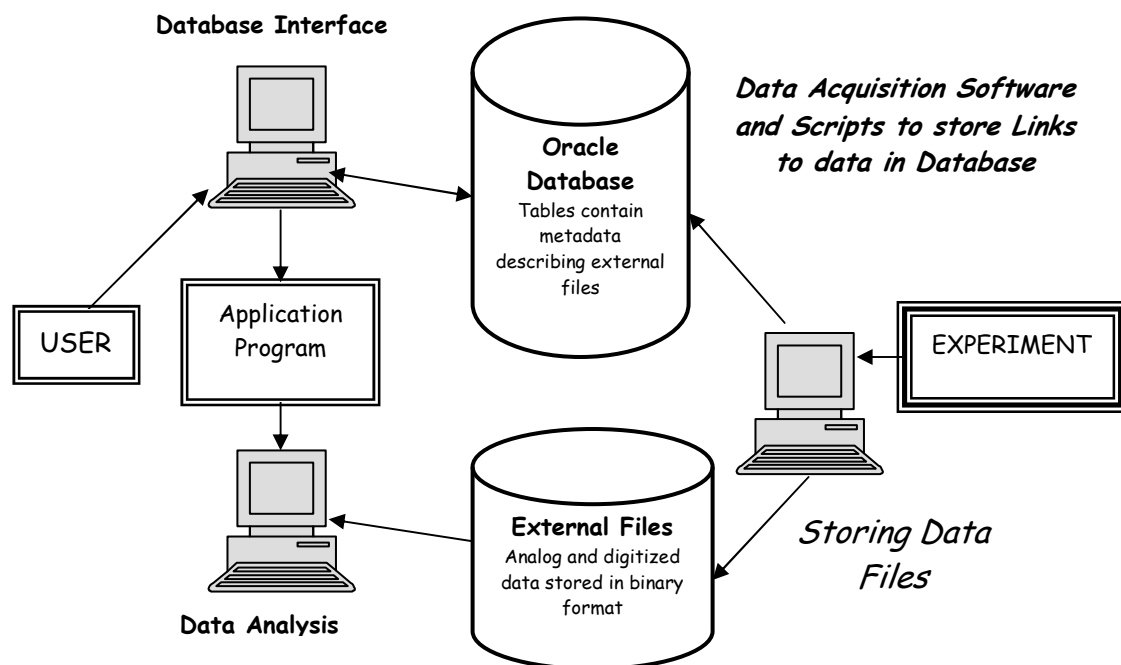 Database Interface
Oracle
Database
Tables contain
metadata
describing external
files
Data Acquisition Software
and Scripts to store Links
to data in Database
USER
Application
Program
EXPERIMENT
External Files
Analog and digitized
data stored in binary
format
Storing Data
Files
Data Analysis